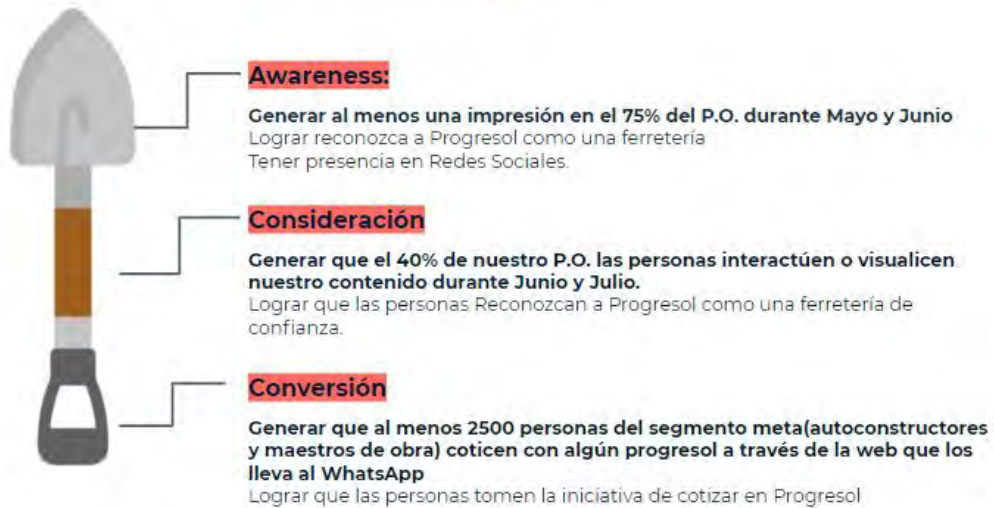 Awareness:
Generar al menos una impresión en el 75% del P.O. durante Mayo y Junio
Lograr reconozca a Progresol como una ferretería
Tener presencia en Redes Sociales.
Consideración
Generar que el 40% de nuestro P.O. las personas interactúen o visualicen
nuestro contenido durante Junio y Julio.
Lograr que las personas Reconozcan a Progresol como una ferretería de
confianza.
Conversión
Generar que al menos 2500 personas del segmento meta(autoconstructores
y maestros de obra) coticen con algún progresol a través de la web que los
lleva al WhatsApp
Lograr que las personas tomen la iniciativa de cotizar en Progresol